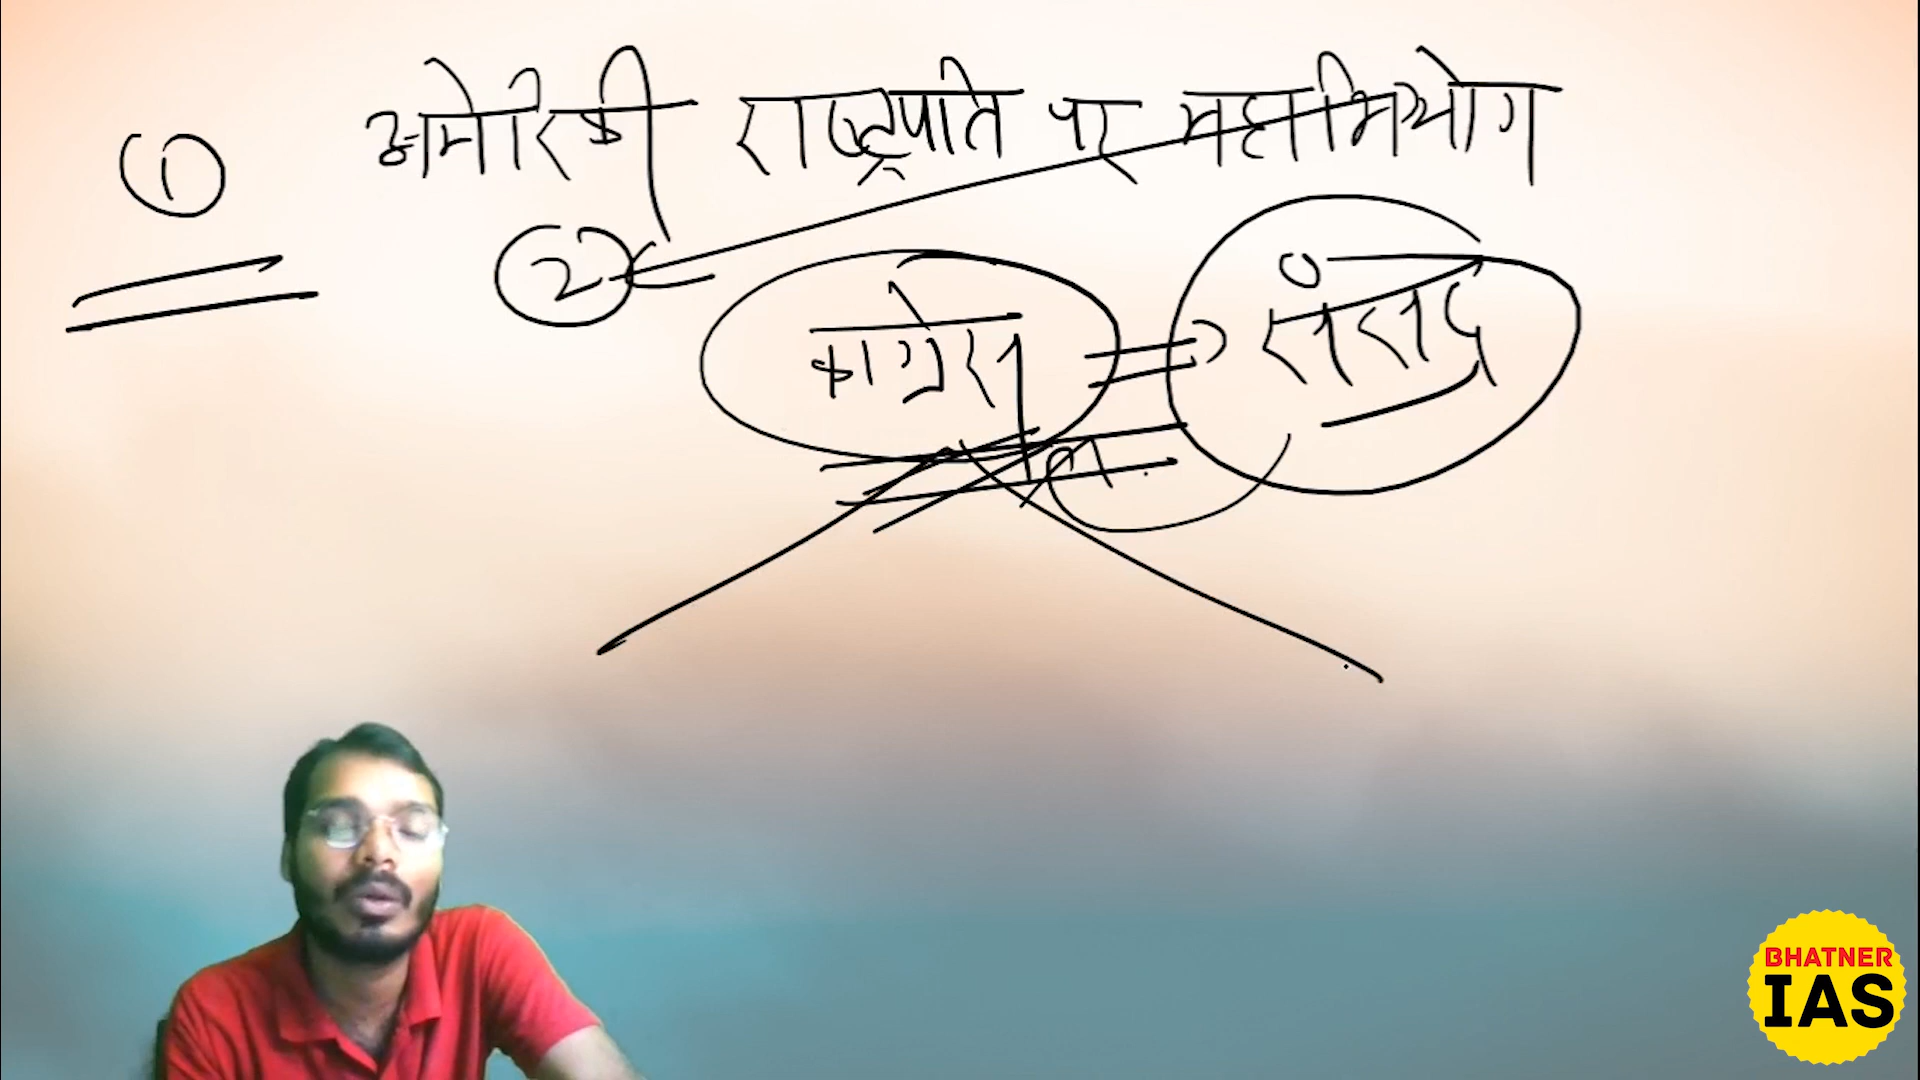 ① अमेरिकी राष्ट्रपति पर महाभियोग
②
काग्रेस
संसद
BHATNER
IAS